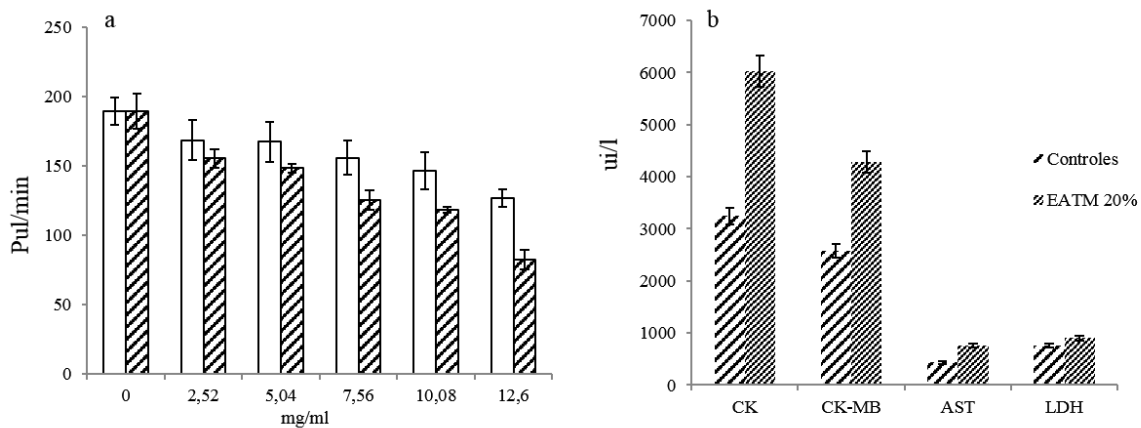 a
250
200
150
100
50
0
Pul/min
0 2,52 5,04 7,56 10,08 12,6
mg/ml
b
7000
6000
5000
4000
3000
2000
1000
0
ui/l
CK CK-MB AST LDH
Controles
EATM 20%